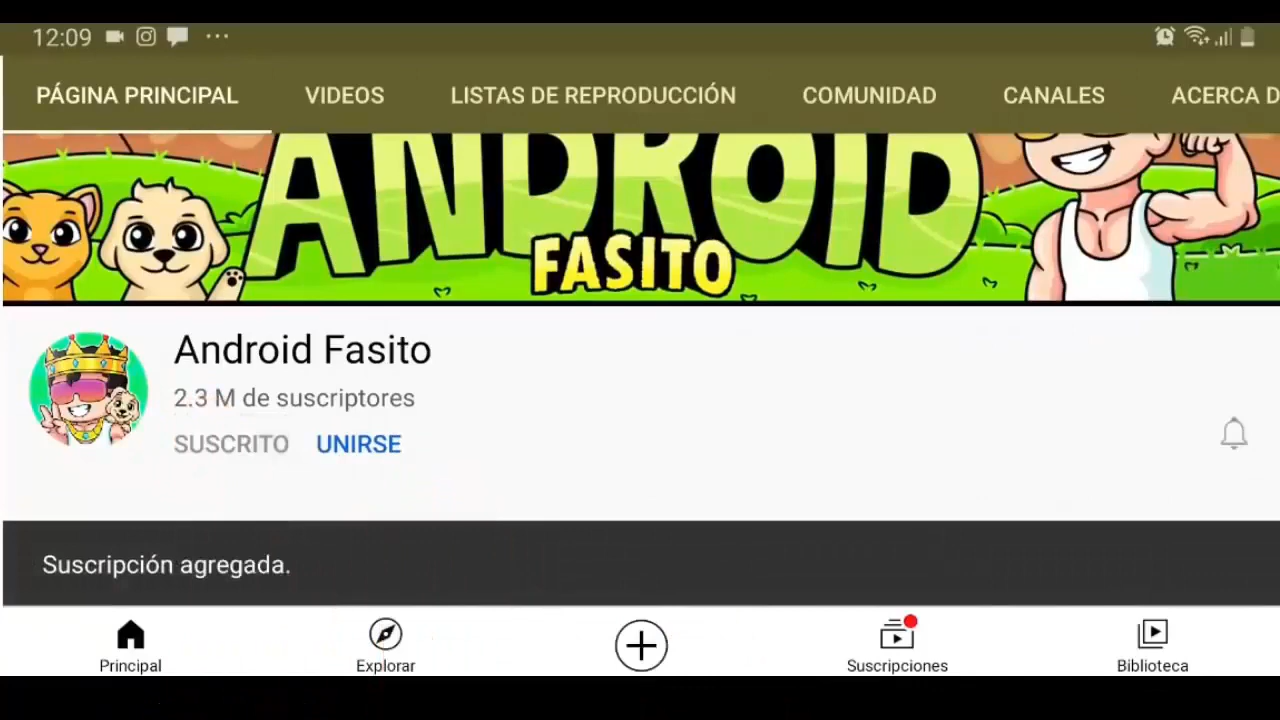 12:09
PÁGINA PRINCIPAL VIDEOS LISTAS DE REPRODUCCIÓN COMUNIDAD CANALES ACERCA D
ANDROID
FASITO
Android Fasito
2.3 M de suscriptores
SUSCRITO UNIRSE
Suscripción agregada.
Principal Explorar Suscripciones Biblioteca